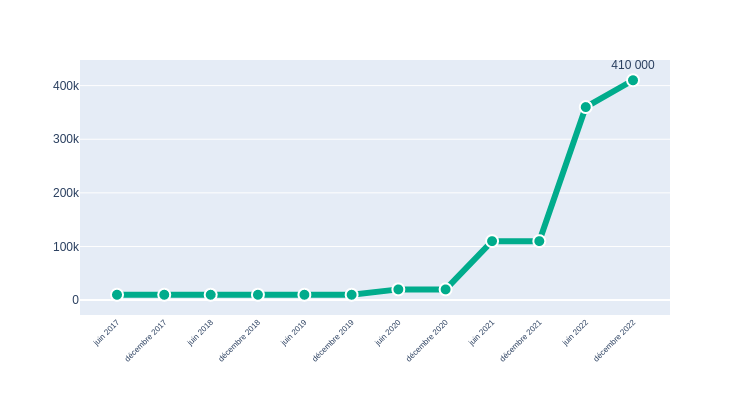 410 000
400k
300k
200k
100k
0
juin 2017
décembre 2017
juin 2018
décembre 2018
juin 2019
décembre 2019
juin 2020
décembre 2020
juin 2021
décembre 2021
juin 2022
décembre 2022